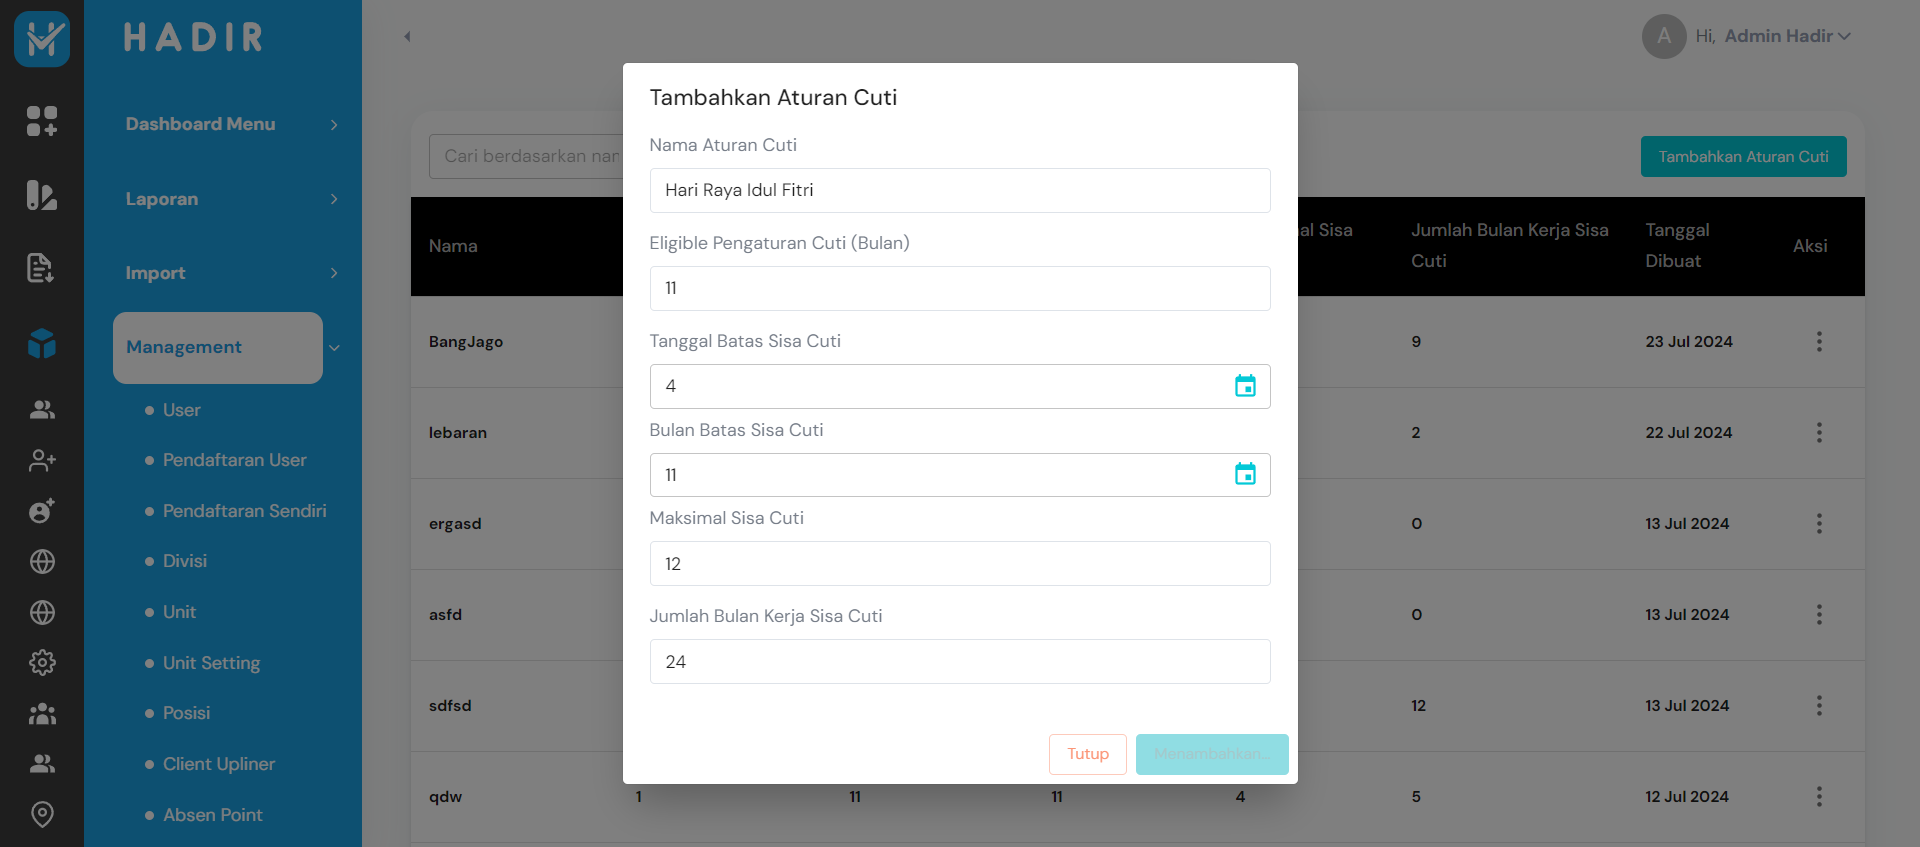 HADIR
Hi, Admin Hadir
A
Dashboard Menu
Laporan
Import
Management
User
Pendaftaran User
Pendaftaran Sendiri
Divisi
Unit
Unit Setting
Posisi
Client Upliner
Absen Point
Cari berdasarkan nar
Tambahkan Aturan Cuti
Nama
al Sisa
Jumlah Bulan Kerja Sisa
Cuti
Tanggal
Dibuat
Aksi
BangJago 9 23 Jul 2024
lebaran 2 22 Jul 2024
ergasd 0 13 Jul 2024
asfd 0 13 Jul 2024
sdfsd 12 13 Jul 2024
qdw 1 11 11 4 5 12 Jul 2024
Tambahkan Aturan Cuti
Nama Aturan Cuti
Hari Raya Idul Fitri
Eligible Pengaturan Cuti (Bulan)
11
Tanggal Batas Sisa Cuti
4
Bulan Batas Sisa Cuti
11
Maksimal Sisa Cuti
12
Jumlah Bulan Kerja Sisa Cuti
24
Tutup
Menambahkan...